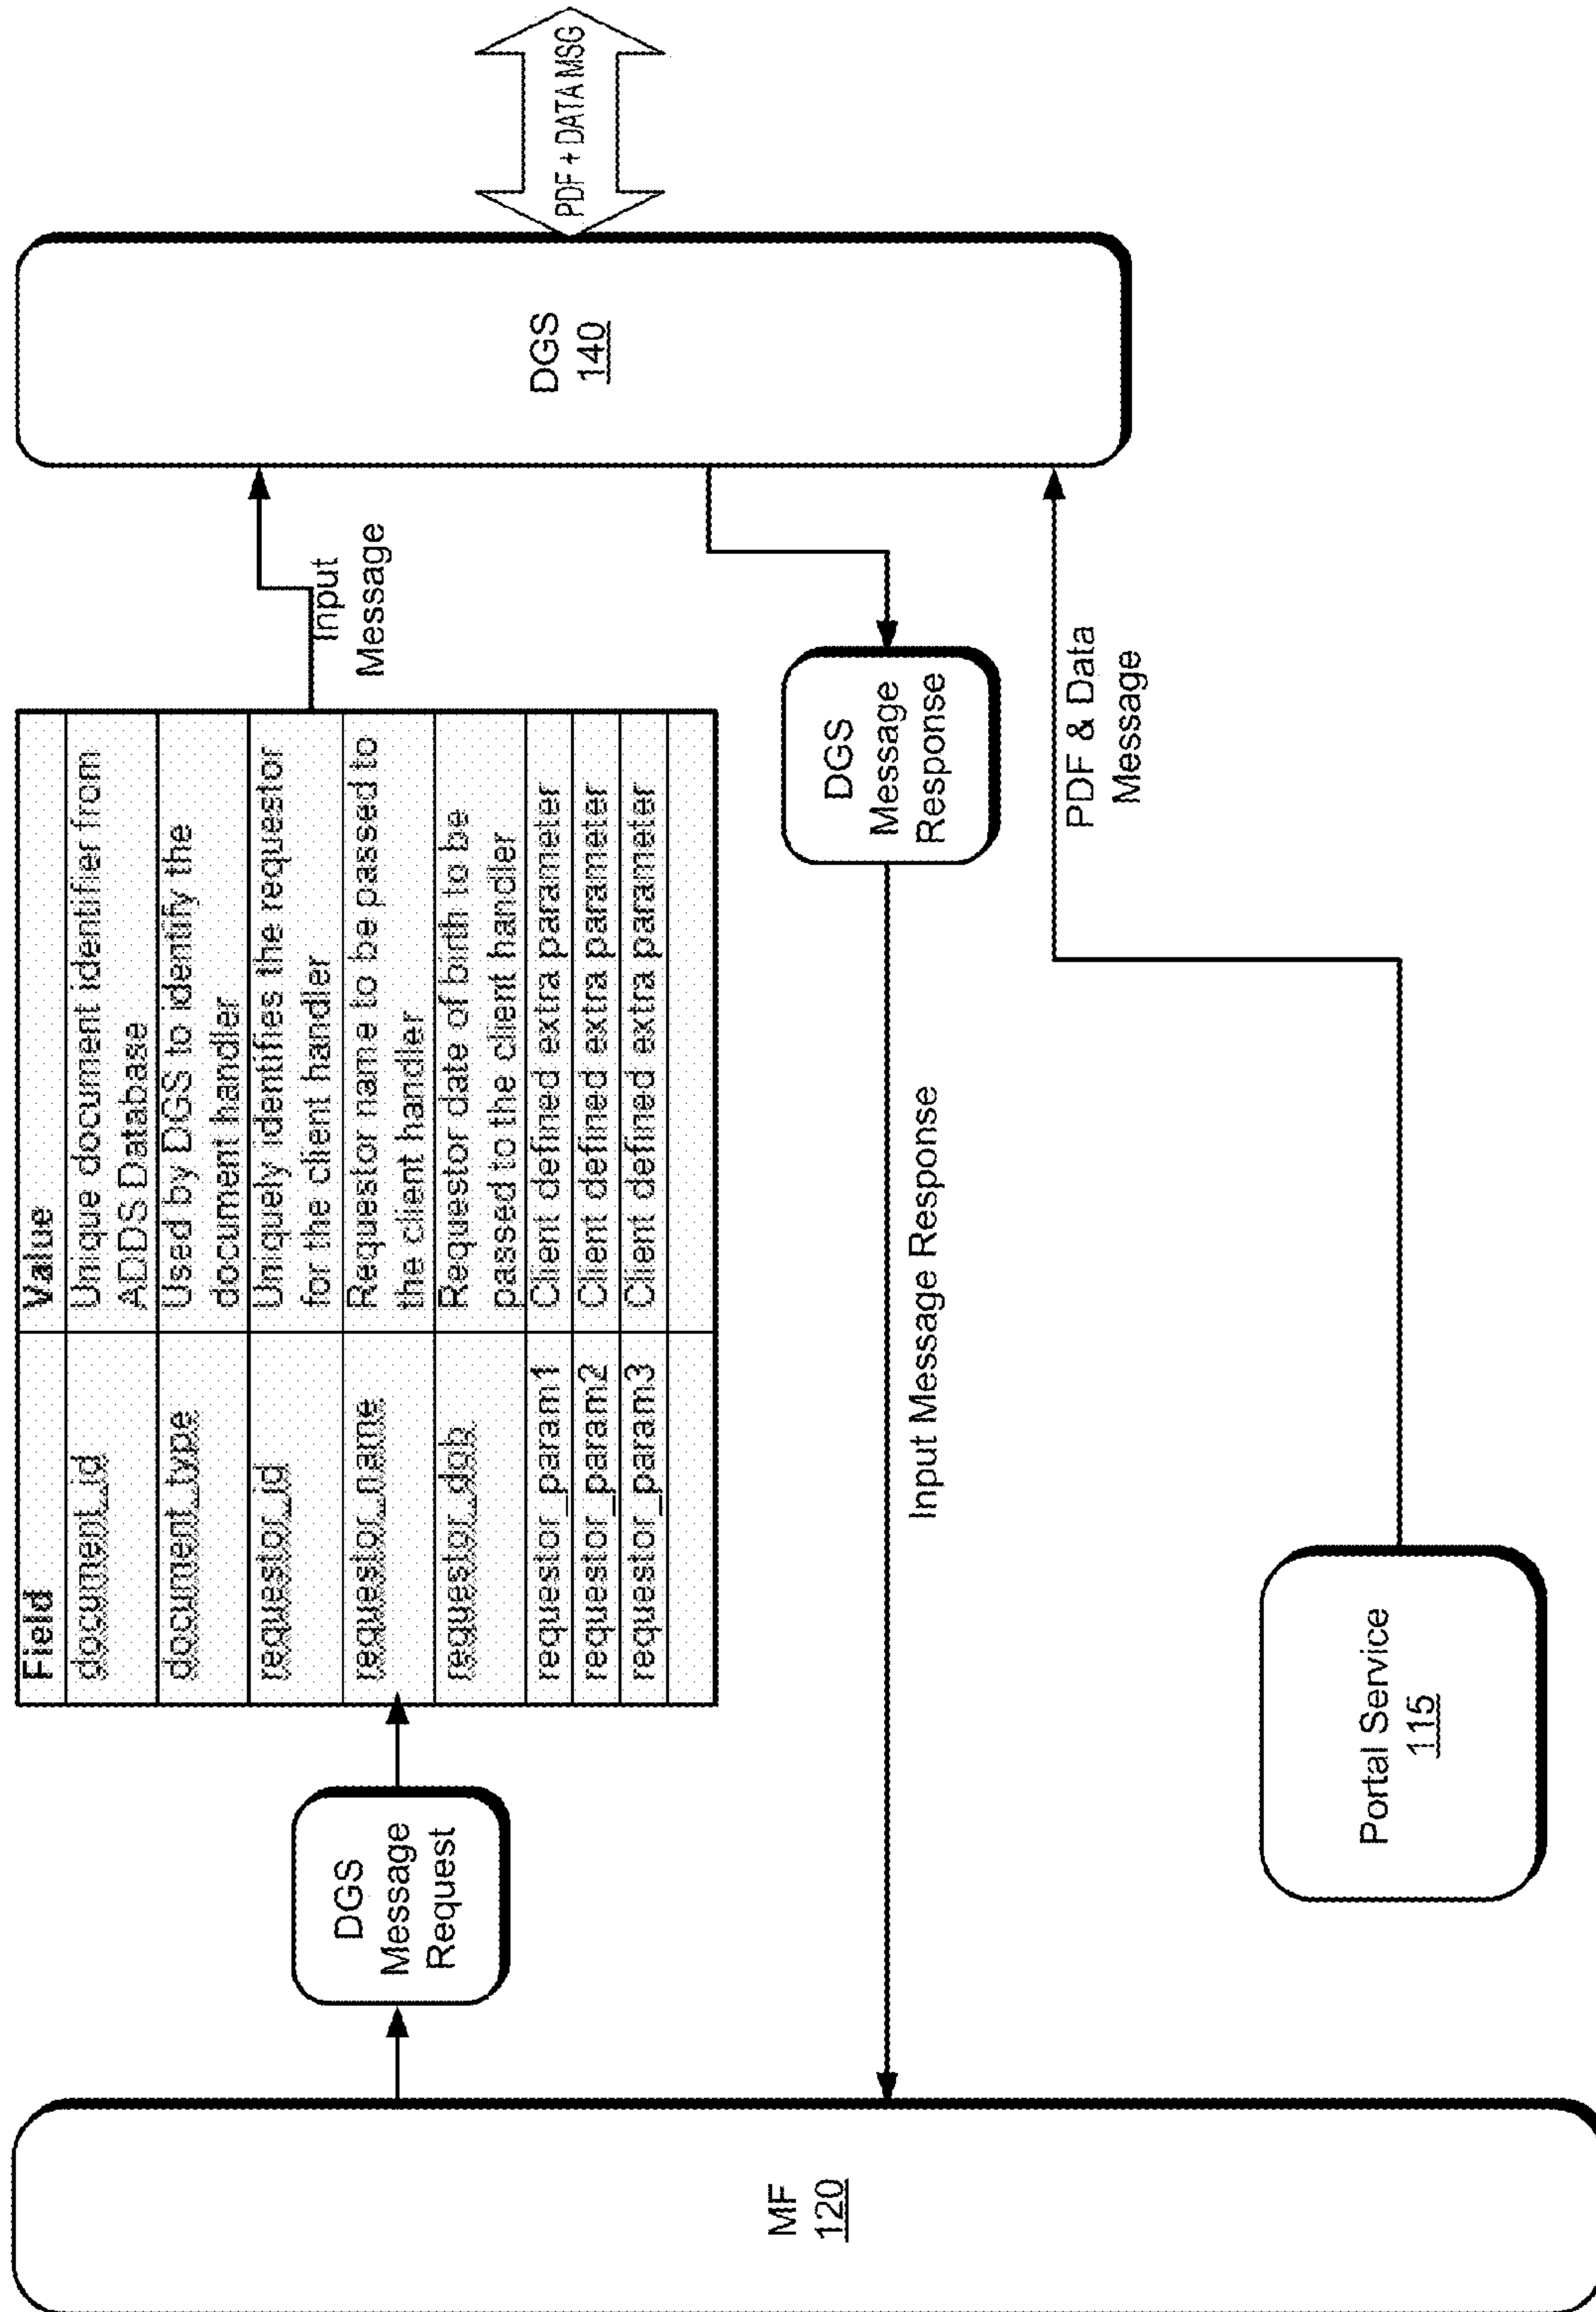 MF
120
DGS
Message
Request
Field
Value
document_id
Unique document identifier from
ADDS Database
document_type
Used by DGS to identify the
document handler
requestor_id
Uniquely identifies the requestor
for the client handler
requestor_name
Requestor name to be passed to
the client handler
requestor_dob
Requestor date of birth to be
passed to the client handler
requestor_param1
Client defined extra parameter
requestor_param2
Client defined extra parameter
requestor_param3
Client defined extra parameter
Input
Message
DGS
140
PDF + DATA MSG
DGS
Message
Response
Input Message Response
PDF & Data
Message
Portal Service
115